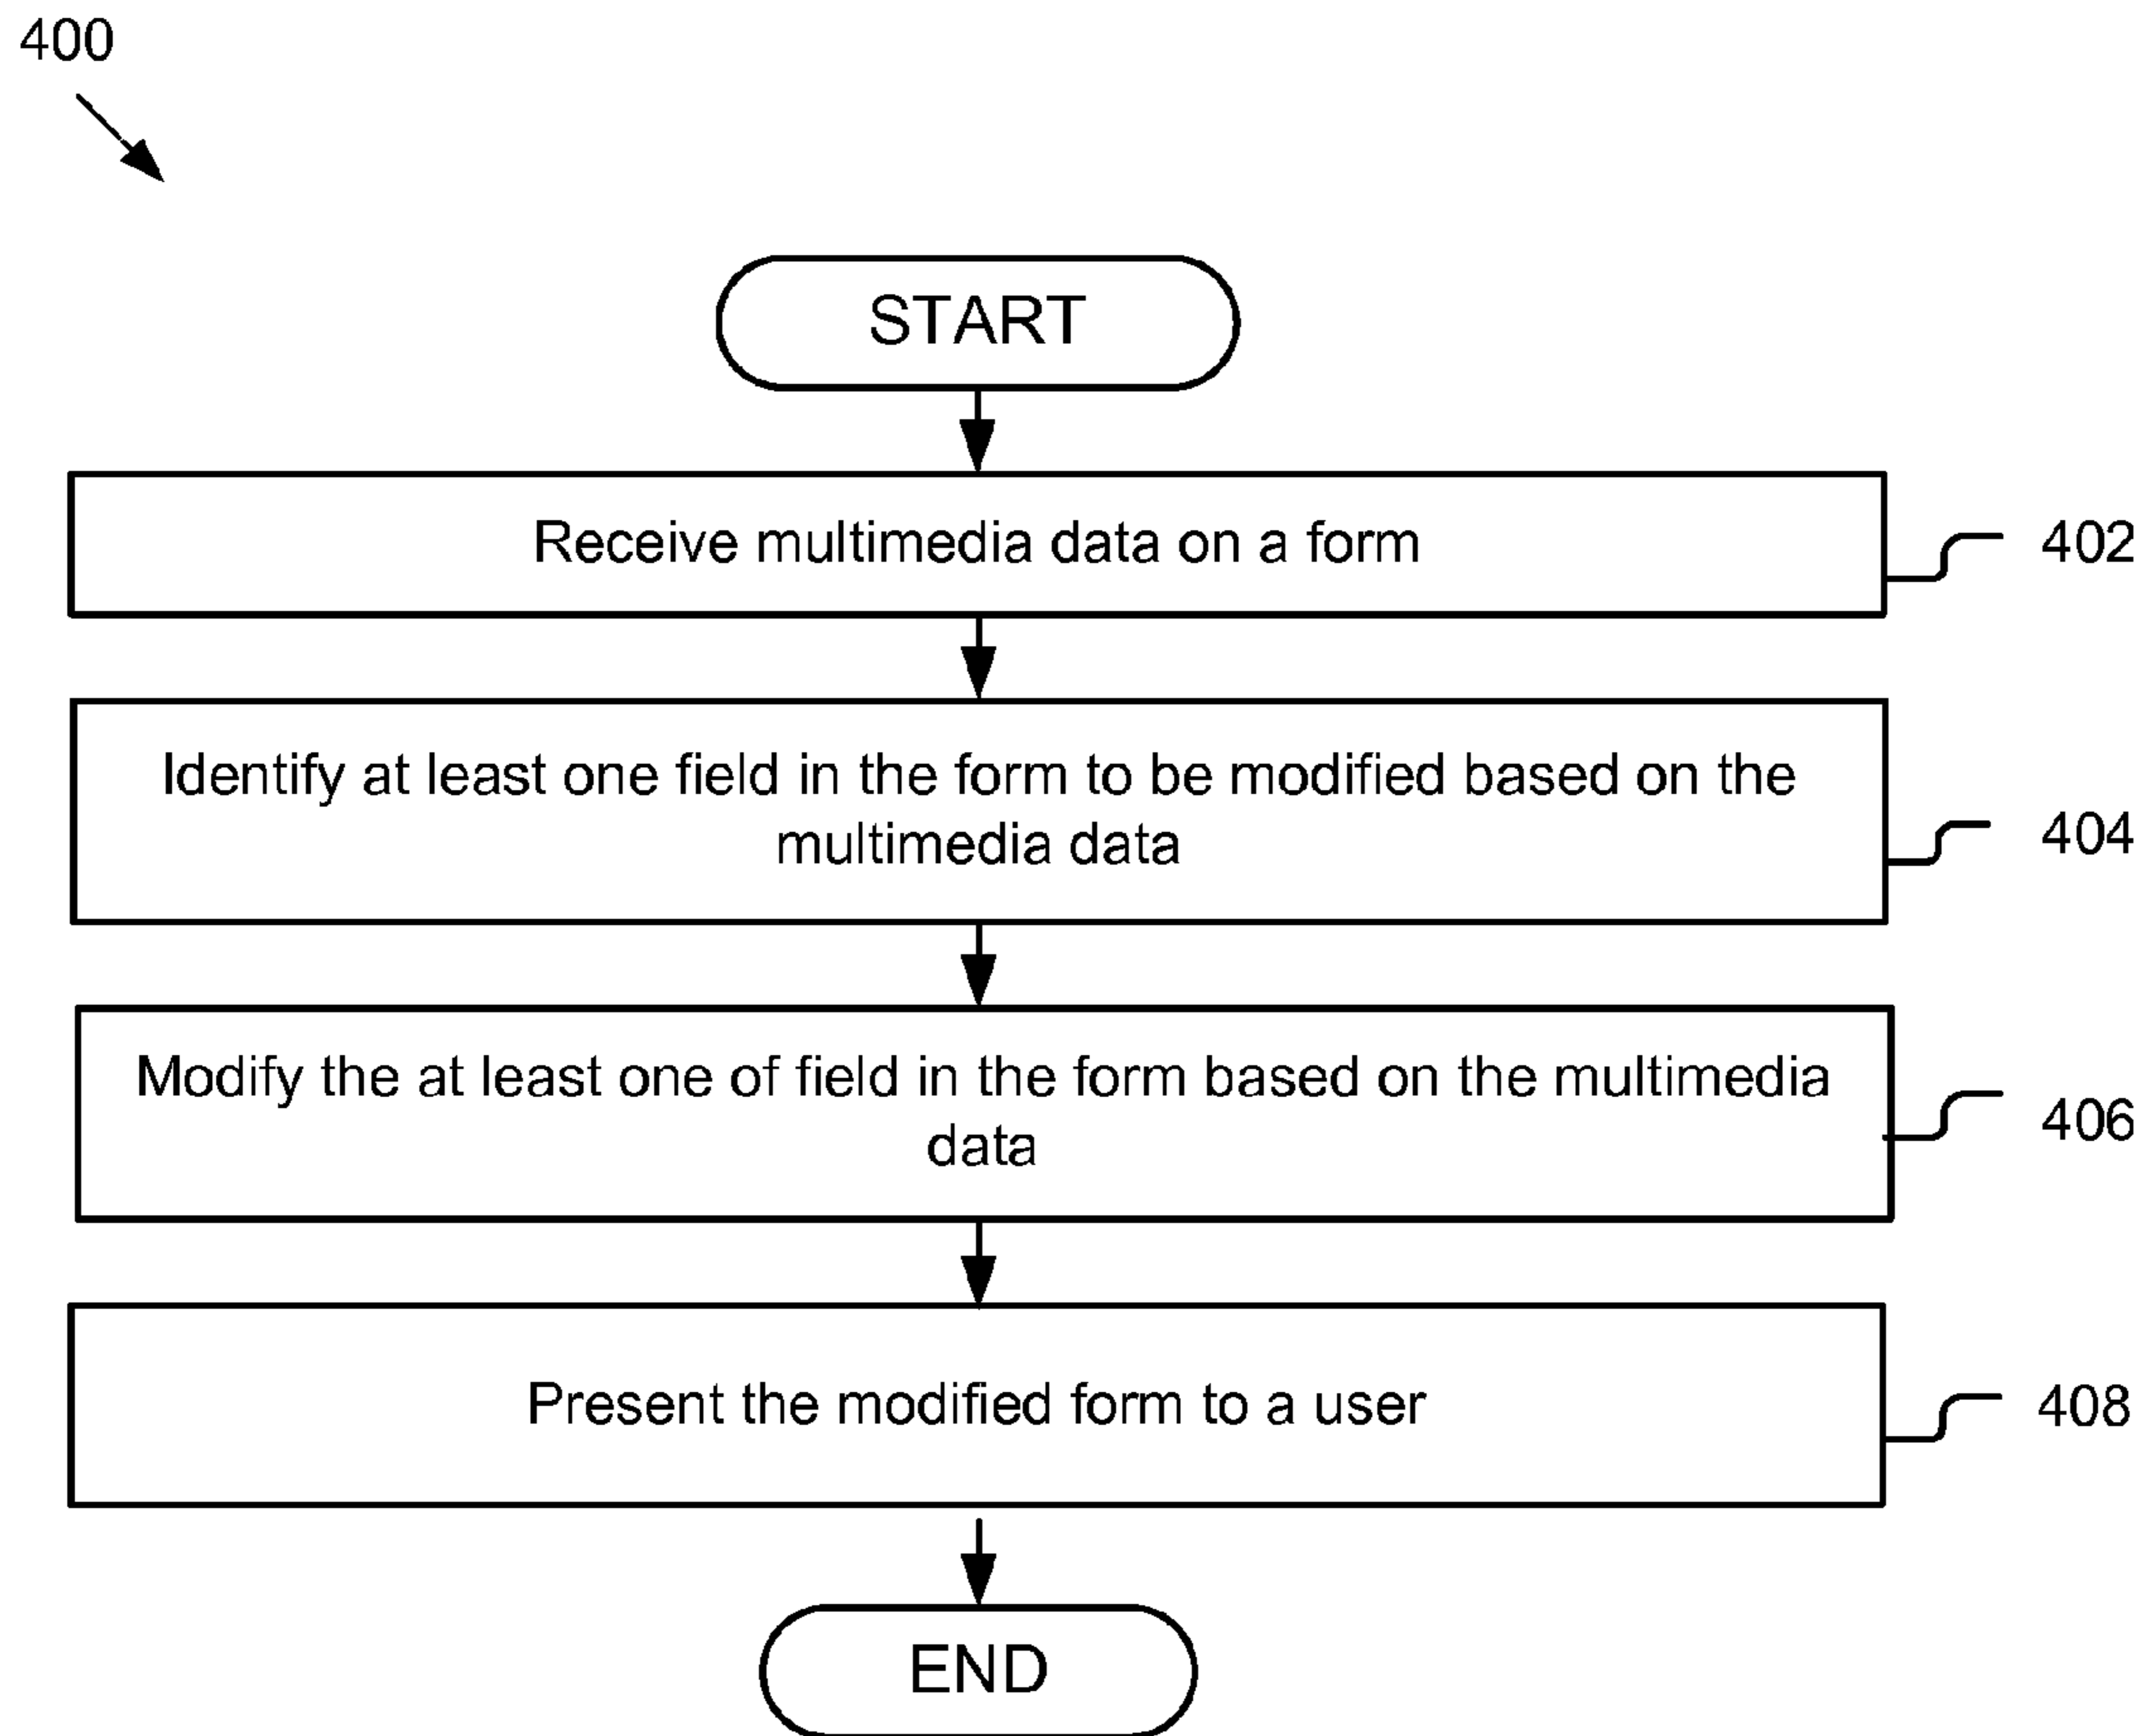 400
START
Receive multimedia data on a form
402
Identify at least one field in the form to be modified based on the
multimedia data
404
Modify the at least one of field in the form based on the multimedia
data
406
Present the modified form to a user
408
END